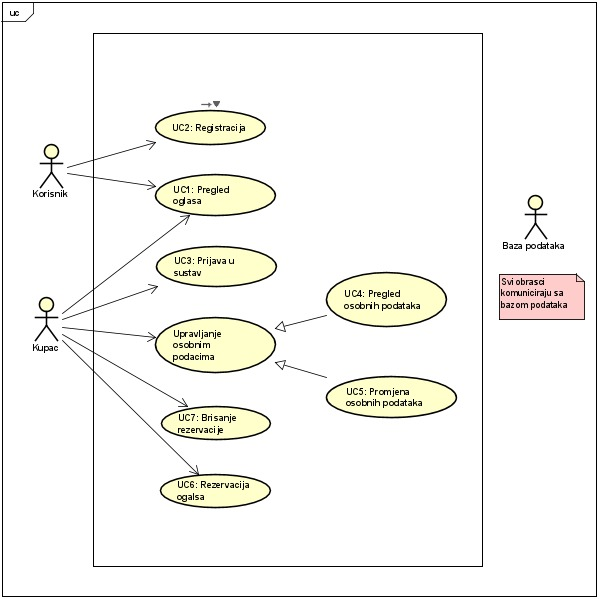 uc
UC2: Registracija
Korisnik
UC1: Pregled
oglasa
Baza podataka
UC3: Prijava u
sustav
Svi obrasci
komuniciraju sa
bazom podataka
UC4: Pregled
osobnih podataka
Kupac
Upravljanje
osobnim
podacima
UC5: Promjena
osobnih podataka
UC7: Brisanje
rezervacije
UC6: Rezervacija
ogalsa